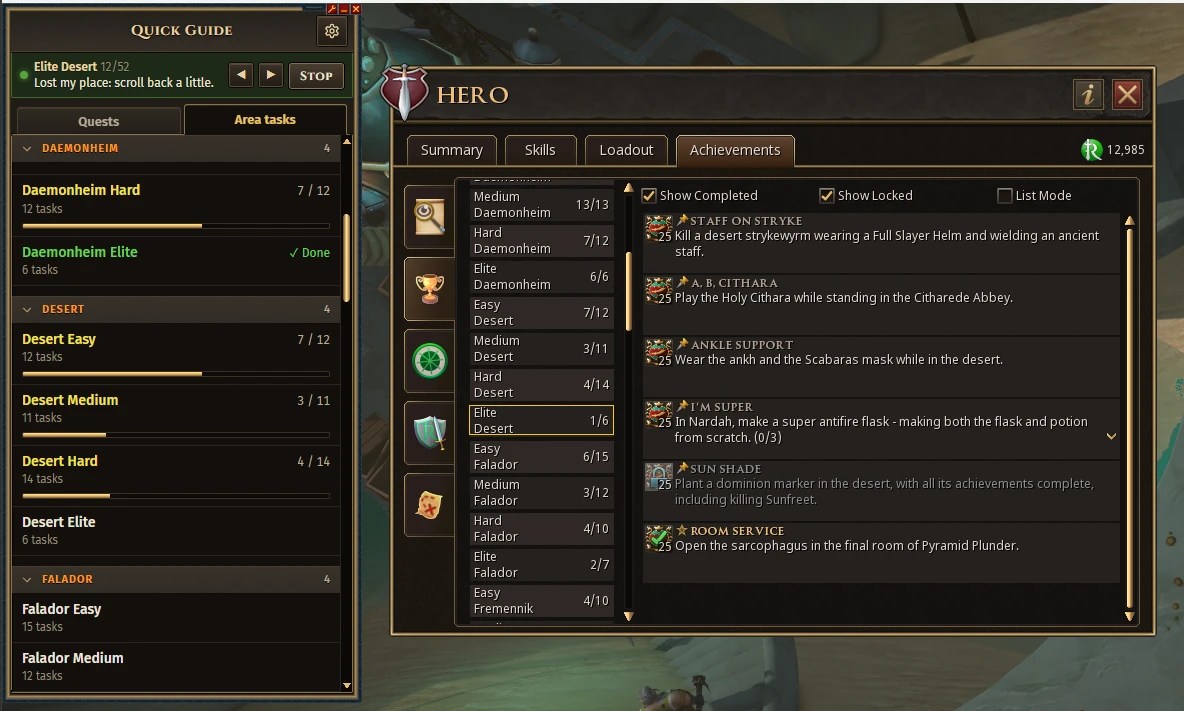 QUICK GUIDE
Elite Desert 12/52
Lost my place: scroll back a little.
STOP
Quests
Area tasks
DAEMONHEIM 4
Daemonheim Hard 7 / 12
12 tasks
Daemonheim Elite ✓ Done
6 tasks
DESERT 4
Desert Easy 7 / 12
12 tasks
Desert Medium 3 / 11
11 tasks
Desert Hard 4 / 14
14 tasks
Desert Elite
6 tasks
FALADOR 4
Falador Easy
15 tasks
Falador Medium
12 tasks
HERO
Summary
Skills
Loadout
Achievements
12,985
Medium
Daemonheim 13/13
Hard
Daemonheim 7/12
Elite
Daemonheim 6/6
Easy
Desert 7/12
Medium
Desert 3/11
Hard
Desert 4/14
Elite
Desert 1/6
Easy
Falador 6/15
Medium
Falador 3/12
Hard
Falador 4/10
Elite
Falador 2/7
Easy
Fremennik 4/10
Show Completed
Show Locked
List Mode
STAFF ON STRYKE
25 Kill a desert strykewyrm wearing a Full Slayer Helm and wielding an ancient
staff.
A, B, CITHARA
25 Play the Holy Cithara while standing in the Citharede Abbey.
ANKLE SUPPORT
25 Wear the ankh and the Scabaras mask while in the desert.
I'M SUPER
25 In Nardah, make a super antifire flask - making both the flask and potion
from scratch. (0/3)
SUN SHADE
25 Plant a dominion marker in the desert, with all its achievements complete,
including killing Sunfreet.
ROOM SERVICE
25 Open the sarcophagus in the final room of Pyramid Plunder.